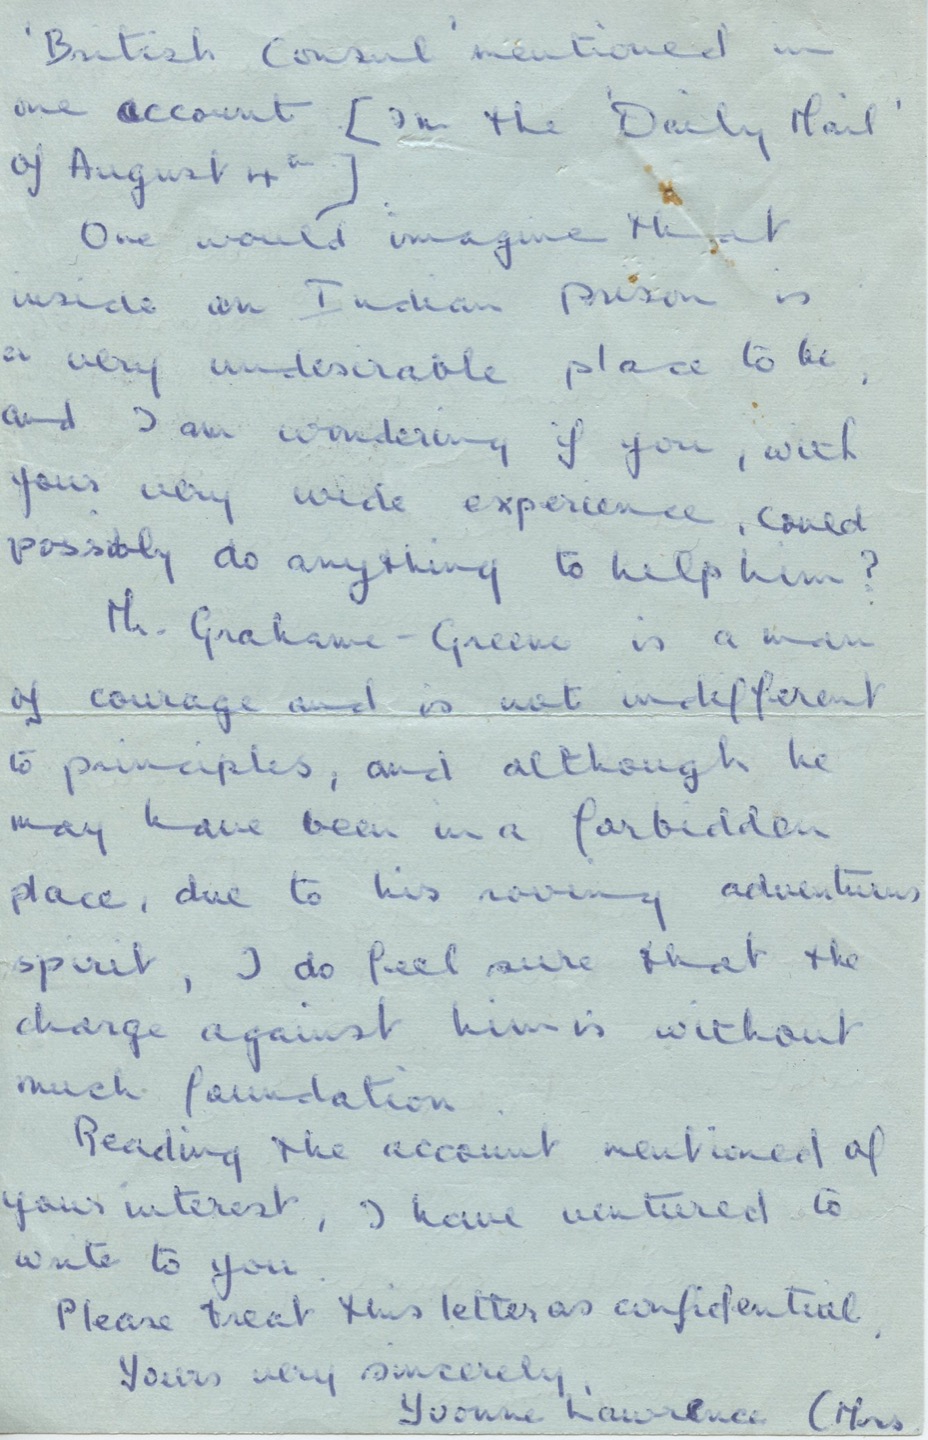 'British Consul' mentioned in
one account [In the 'Daily Mail'
of August 4th]
One would imagine that
inside an Indian prison is
a very undesirable place to be,
and I am wondering if you, with
your very wide experience, could
possibly do anything to help him?
Mr. Grahame-Greene is a man
of courage and is not indifferent
to principles, and although he
may have been in a forbidden
place, due to his roving adventurous
spirit, I do feel sure that the
charge against him is without
much foundation.
Reading the account mentioned of
your interest, I have ventured to
write to you.
Please treat this letter as confidential,
Yours very sincerely,
Yvonne Lawrence (Mrs